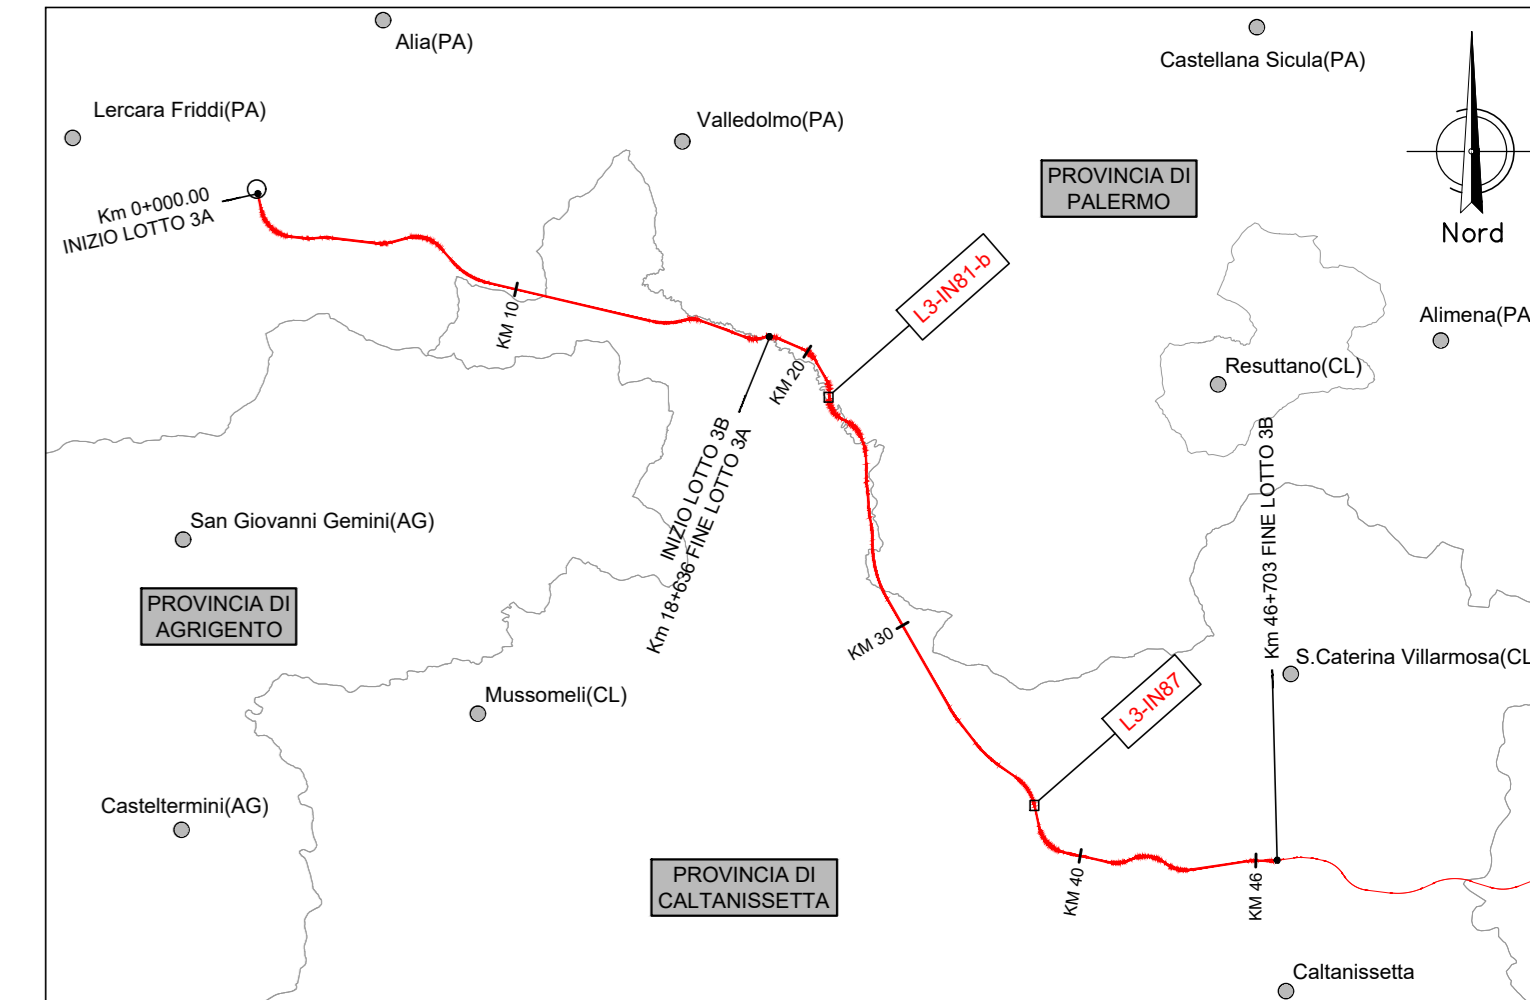 Alia(PA)
Castellana Sicula(PA)
Lercara Friddi(PA)
Valledolmo(PA)
PROVINCIA DI
PALERMO
Nord
Km 0+000.00
INIZIO LOTTO 3A
L3-IN81-b
KM 10
Alimena(PA
KM 20
Resuttano(CL)
INIZIO LOTTO 3B
Km 18+636 FINE LOTTO 3A
Km 46+703 FINE LOTTO 3B
San Giovanni Gemini(AG)
PROVINCIA DI
AGRIGENTO
KM 30
S.Caterina Villarmosa(CL
L3-IN87
Mussomeli(CL)
Casteltermini(AG)
PROVINCIA DI
CALTANISSETTA
KM 40
KM 46
Caltanissetta